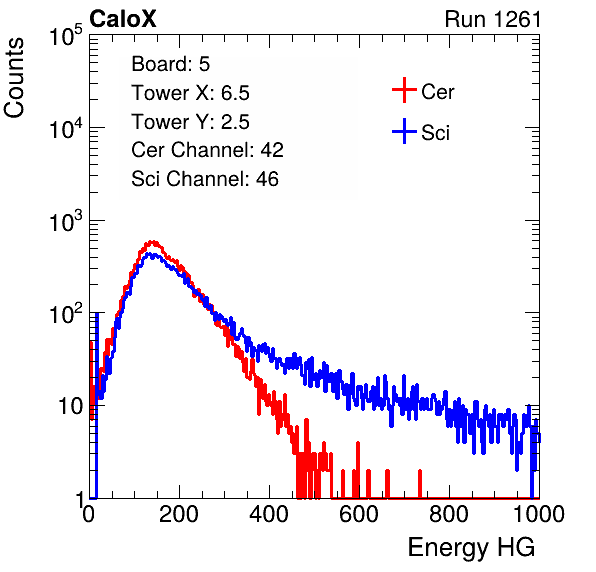 CaloX Run 1261
Counts
10^5
Board: 5
Tower X: 6.5
Tower Y: 2.5
Cer Channel: 42
Sci Channel: 46
Cer
Sci
10^4
10^3
10^2
10
1
0 200 400 600 800 1000
Energy HG